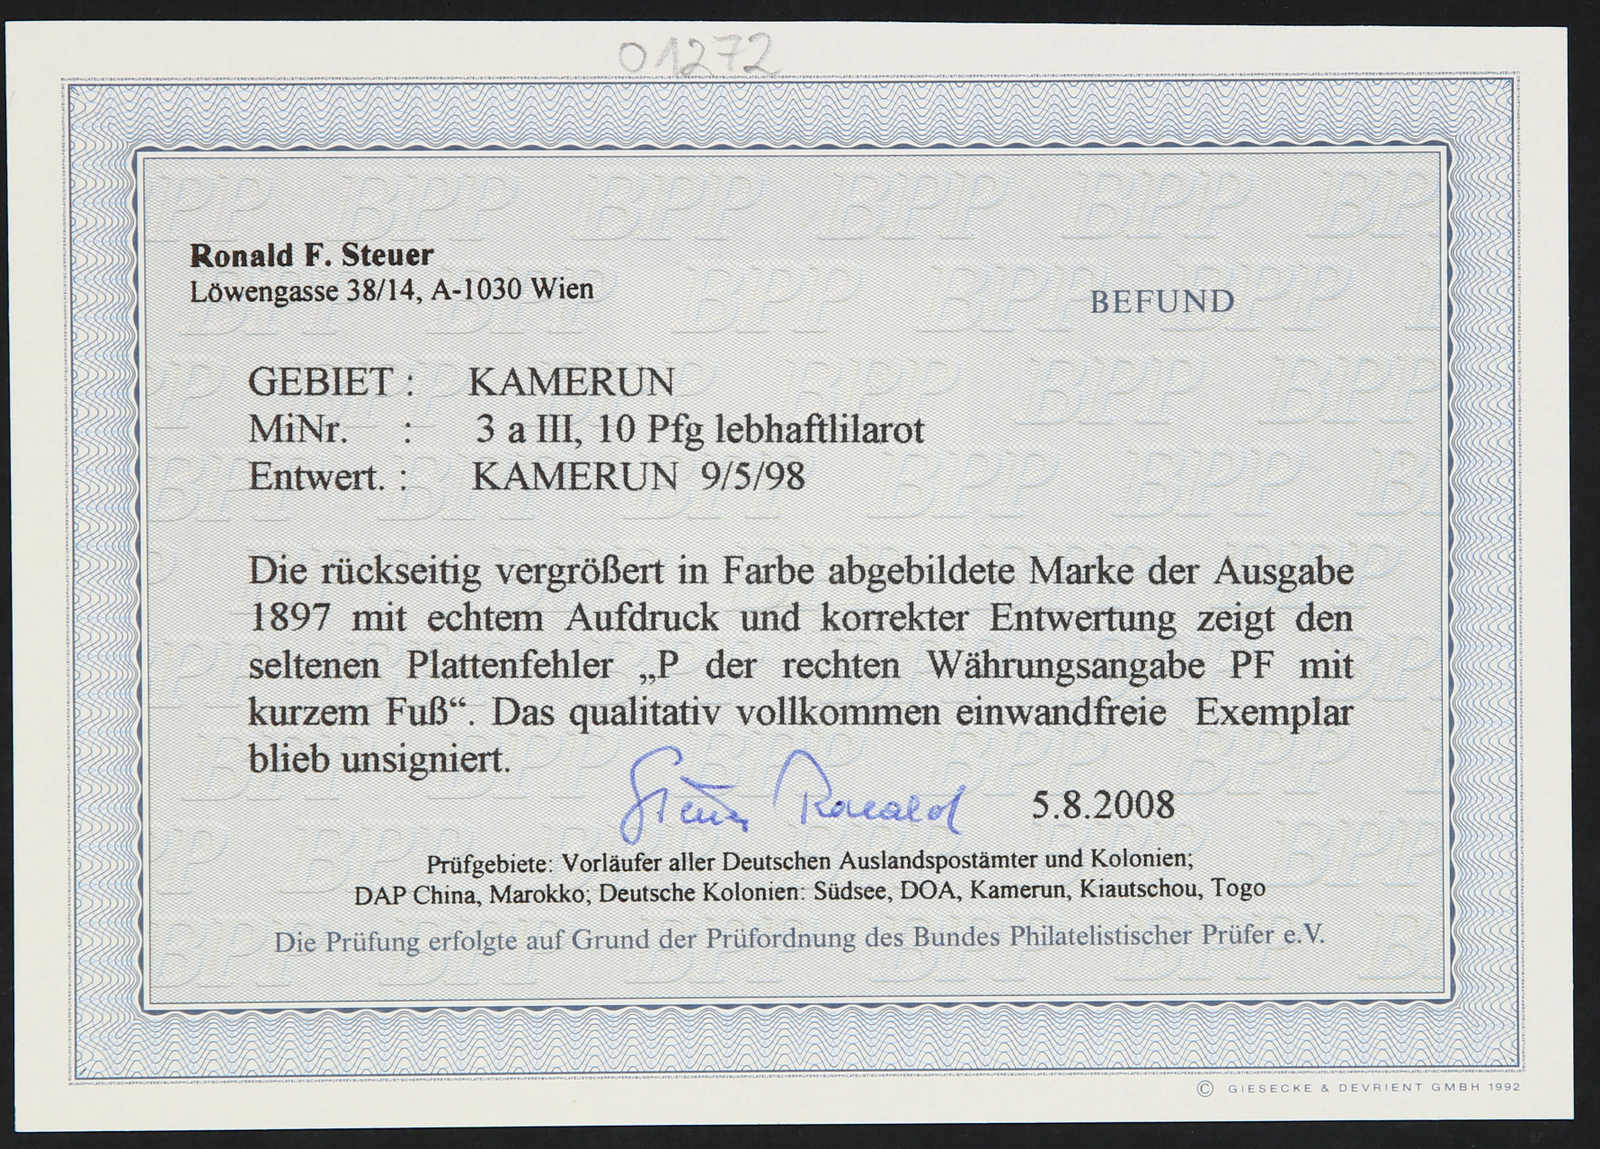 01272
Ronald F. Steuer
Löwengasse 38/14, A-1030 Wien
BEFUND
GEBIET : KAMERUN
MiNr. : 3 a III, 10 Pfg lebhaftlilarot
Entwert. : KAMERUN 9/5/98
Die rückseitig vergrößert in Farbe abgebildete Marke der Ausgabe
1897 mit echtem Aufdruck und korrekter Entwertung zeigt den
seltenen Plattenfehler „P der rechten Währungsangabe PF mit
kurzem Fuß“. Das qualitativ vollkommen einwandfreie Exemplar
blieb unsigniert.
Steuer Ronald 5.8.2008
Prüfgebiete: Vorläufer aller Deutschen Auslandspostämter und Kolonien;
DAP China, Marokko; Deutsche Kolonien: Südsee, DOA, Kamerun, Kiautschou, Togo
Die Prüfung erfolgte auf Grund der Prüfordnung des Bundes Philatelistischer Prüfer e.V.
© GIESECKE & DEVRIENT GMBH 1992